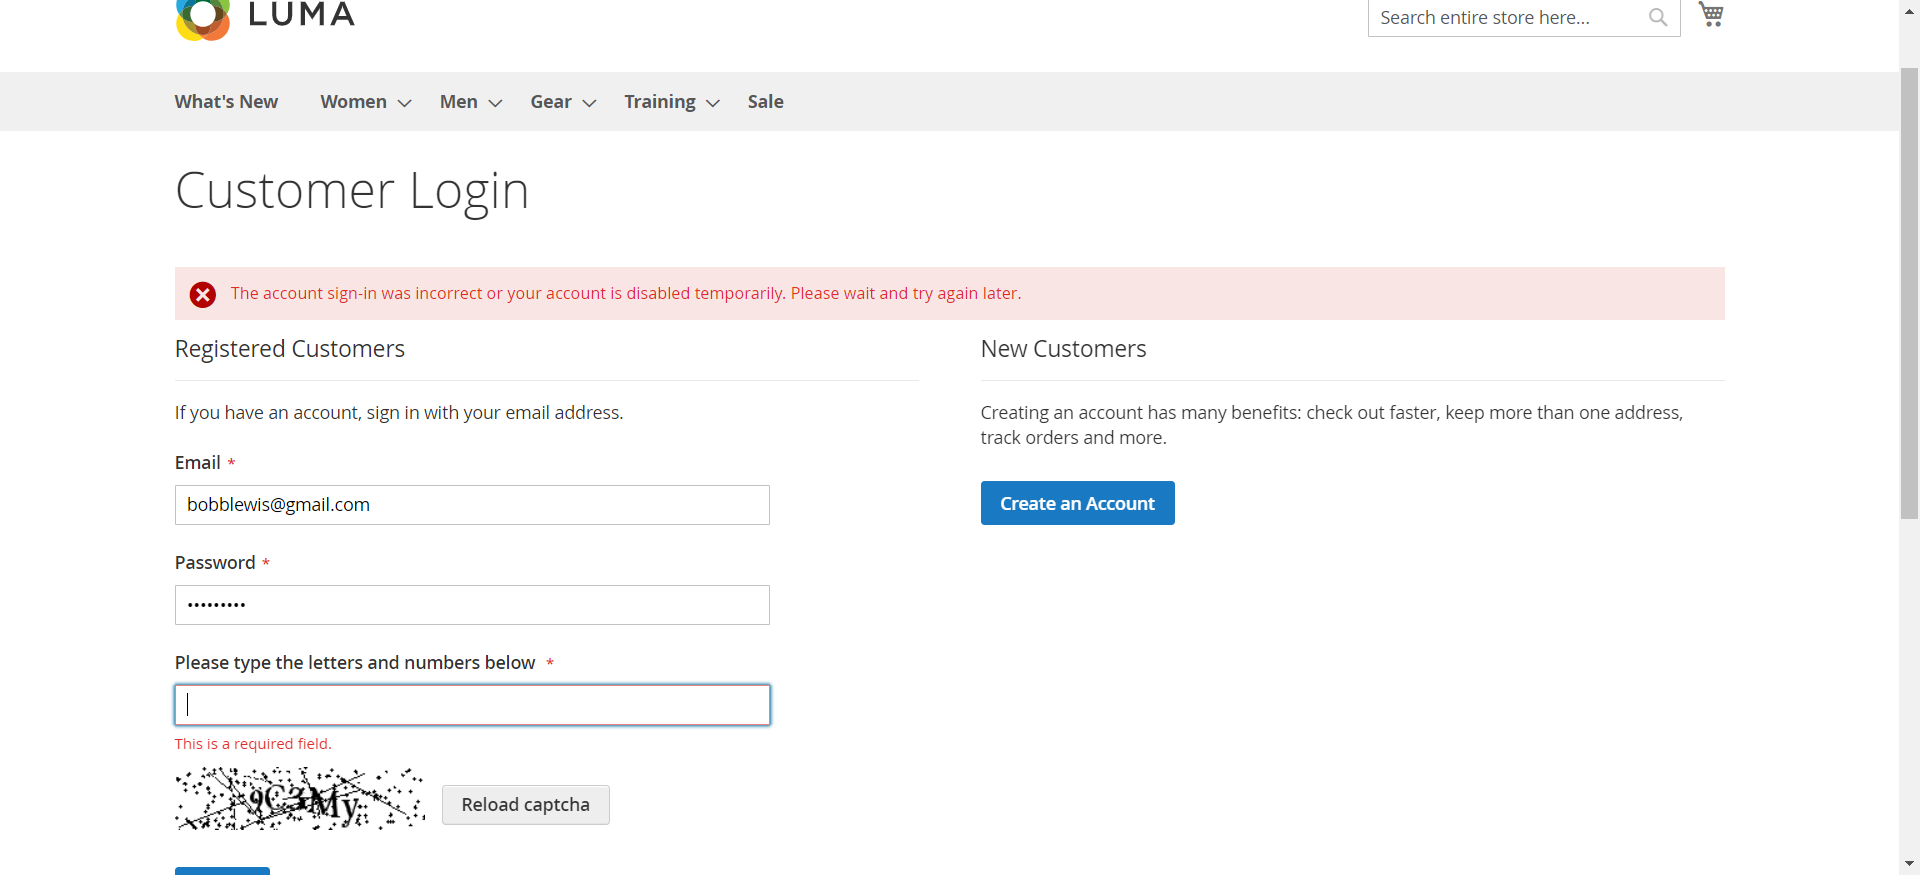 LUMA
Search entire store here...
What's New Women Men Gear Training Sale
Customer Login
The account sign-in was incorrect or your account is disabled temporarily. Please wait and try again later.
Registered Customers
If you have an account, sign in with your email address.
Email *
bobblewis@gmail.com
Password *
•••••••••
Please type the letters and numbers below *
This is a required field.
Reload captcha
New Customers
Creating an account has many benefits: check out faster, keep more than one address,
track orders and more.
Create an Account